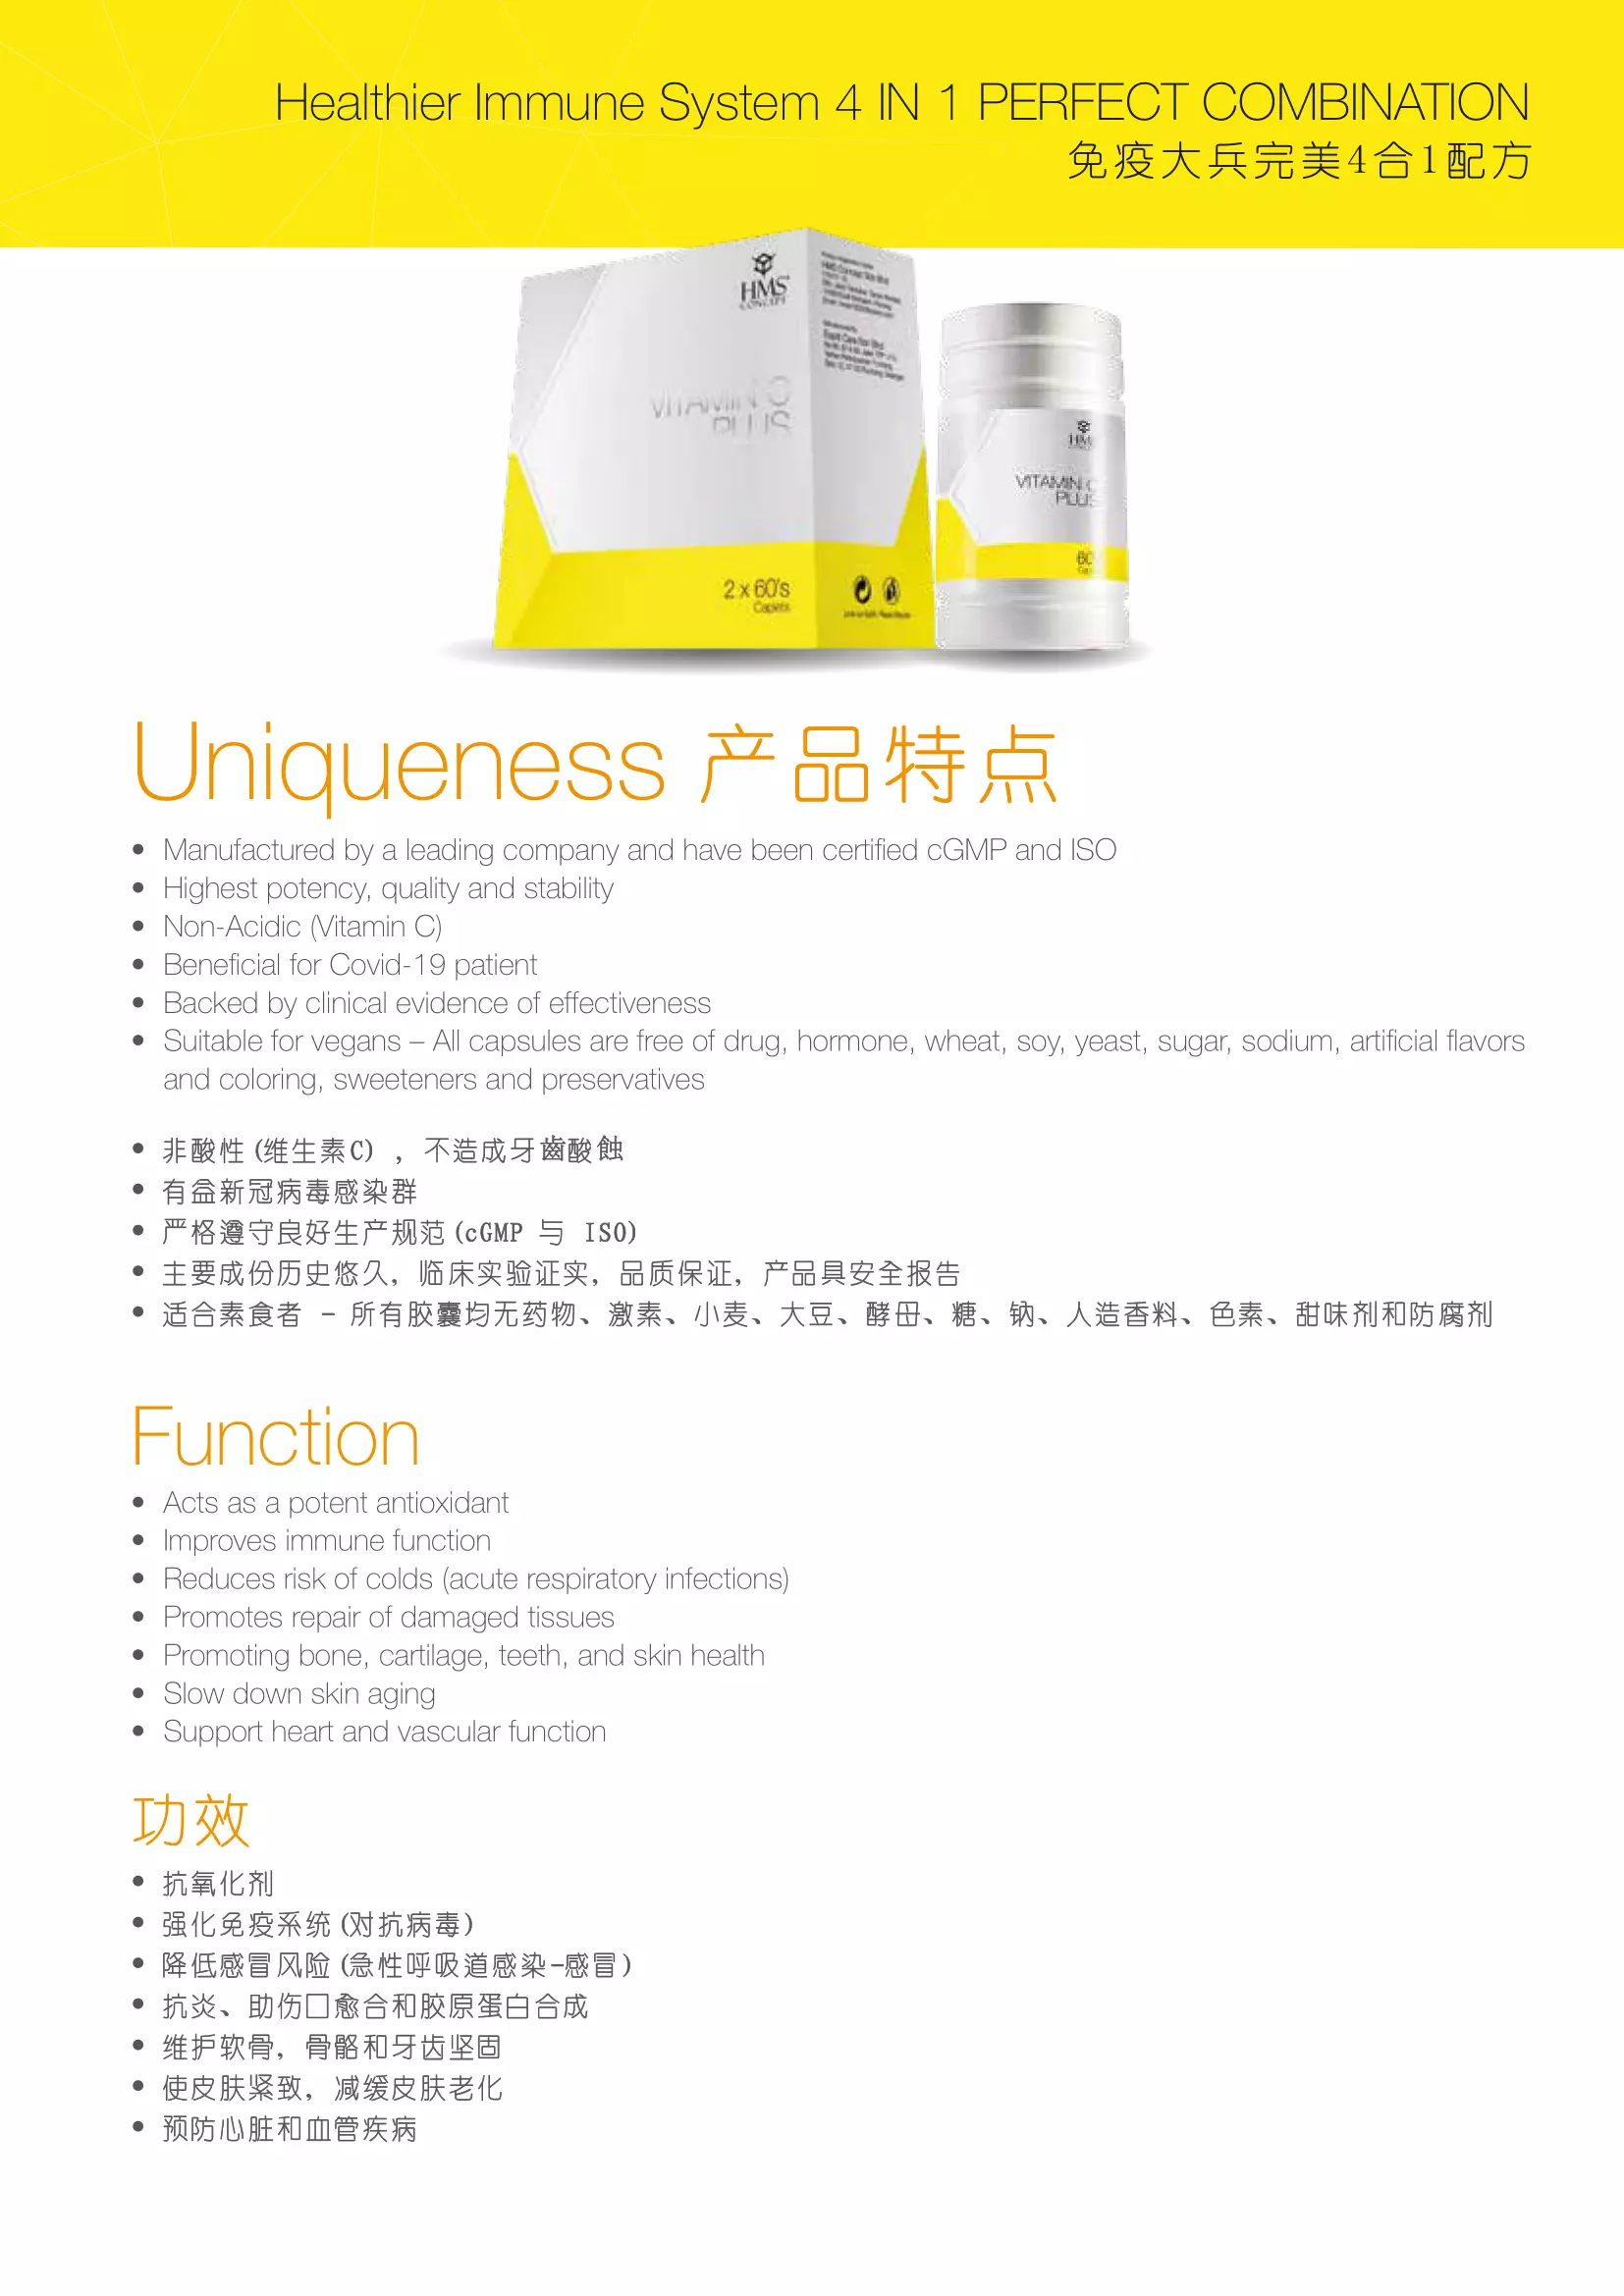 Healthier Immune System 4 IN 1 PERFECT COMBINATION
免疫大兵完美4合1配方
HMS
CONCEPT
VITAMIN C
PLUS
2 x 60's
Caplets
HMS
VITAMIN C
PLUS
60
Uniqueness 产品特点
• Manufactured by a leading company and have been certified cGMP and ISO
• Highest potency, quality and stability
• Non-Acidic (Vitamin C)
• Beneficial for Covid-19 patient
• Backed by clinical evidence of effectiveness
• Suitable for vegans – All capsules are free of drug, hormone, wheat, soy, yeast, sugar, sodium, artificial flavors
and coloring, sweeteners and preservatives
• 非酸性(维生素C) ，不造成牙齒酸蝕
• 有益新冠病毒感染群
• 严格遵守良好生产规范(cGMP 与 ISO)
• 主要成份历史悠久，临床实验证实，品质保证，产品具安全报告
• 适合素食者 - 所有胶囊均无药物、激素、小麦、大豆、酵母、糖、钠、人造香料、色素、甜味剂和防腐剂
Function
• Acts as a potent antioxidant
• Improves immune function
• Reduces risk of colds (acute respiratory infections)
• Promotes repair of damaged tissues
• Promoting bone, cartilage, teeth, and skin health
• Slow down skin aging
• Support heart and vascular function
功效
• 抗氧化剂
• 强化免疫系统(对抗病毒)
• 降低感冒风险(急性呼吸道感染-感冒)
• 抗炎、助伤口愈合和胶原蛋白合成
• 维护软骨，骨骼和牙齿坚固
• 使皮肤紧致，减缓皮肤老化
• 预防心脏和血管疾病